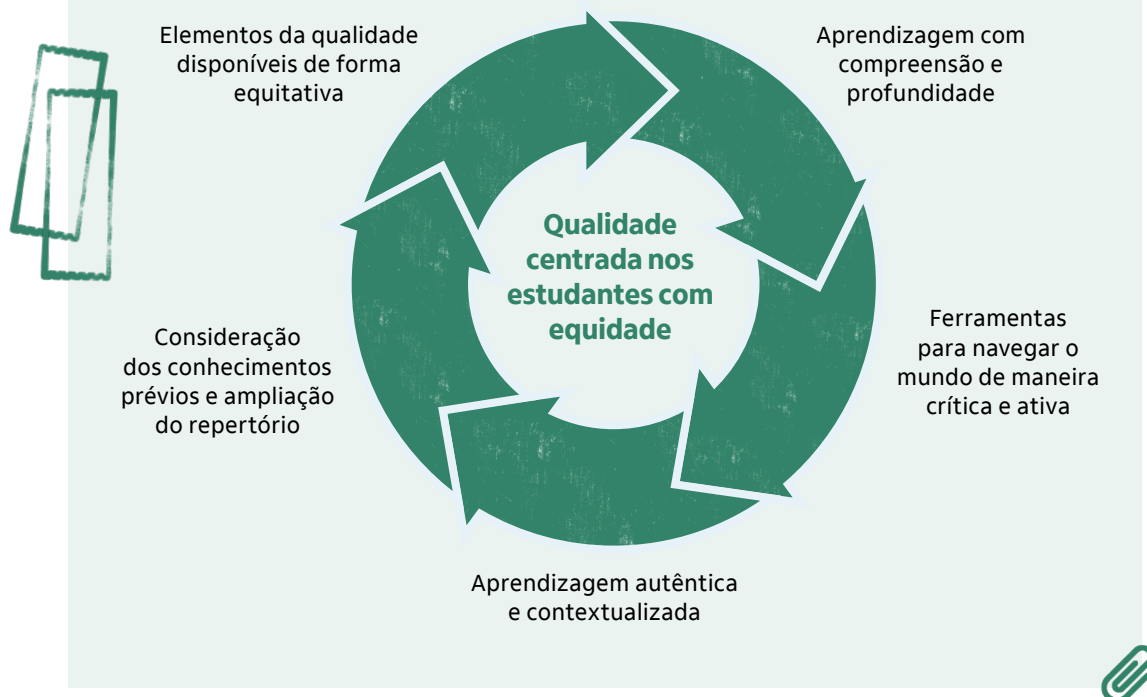 Elementos da qualidade
disponíveis de forma
equitativa
Aprendizagem com
compreensão e
profundidade
Qualidade
centrada nos
estudantes com
equidade
Ferramentas
para navegar o
mundo de maneira
crítica e ativa
Aprendizagem autêntica
e contextualizada
Consideração
dos conhecimentos
prévios e ampliação
do repertório